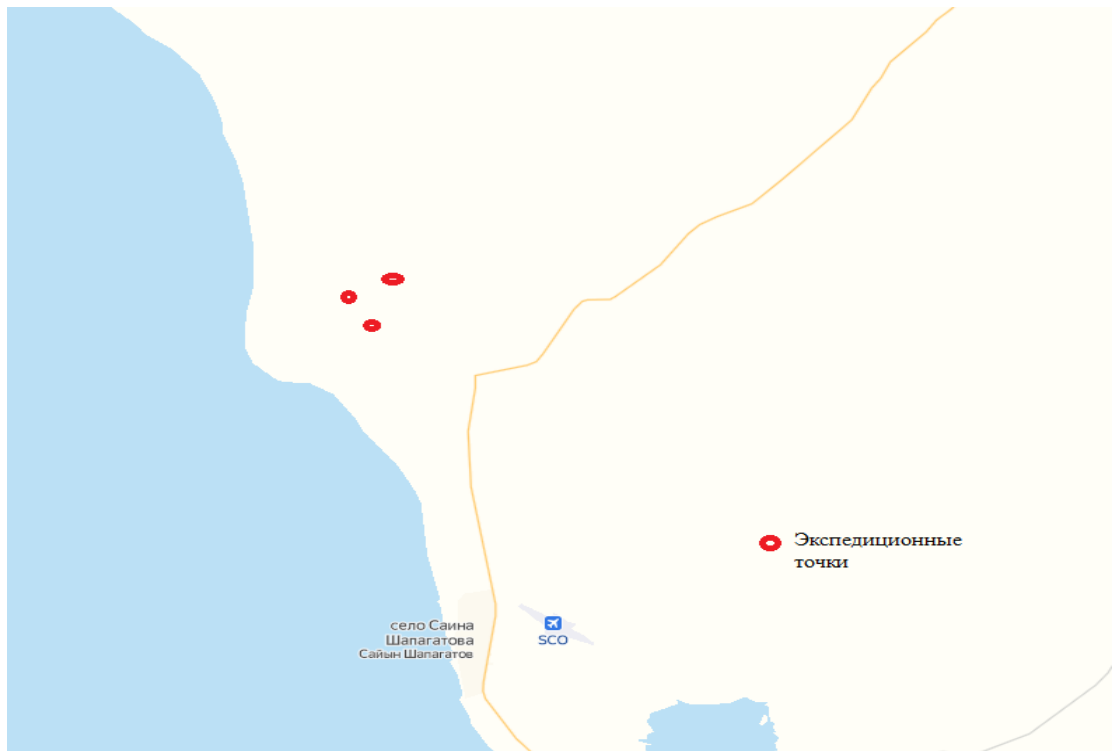 Экспедиционные
точки
село Саина
Шапагатова
Сайын Шапагатов
SCO